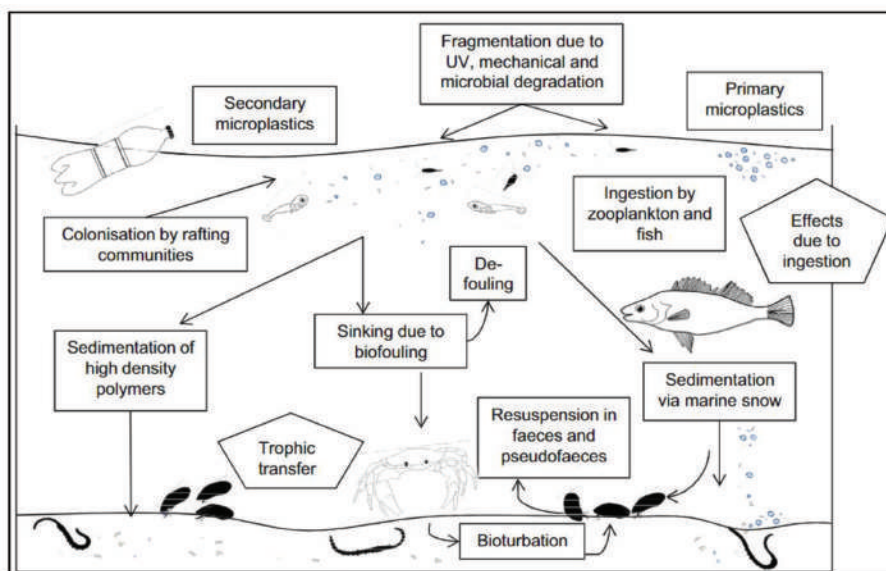 Fragmentation due to
UV, mechanical and
microbial degradation
Secondary
microplastics
Primary
microplastics
Ingestion by
zooplankton and
fish
Effects
due to
ingestion
Colonisation by rafting
communities
De-
fouling
Sinking due to
biofouling
Sedimentation of
high density
polymers
Sedimentation
via marine snow
Resuspension in
faeces and
pseudofaeces
Trophic
transfer
Bioturbation